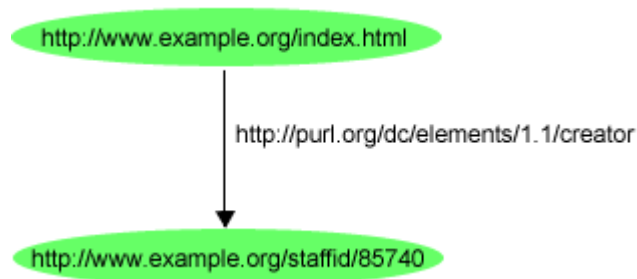 http://www.example.org/index.html
http://purl.org/dc/elements/1.1/creator
http://www.example.org/staffid/85740